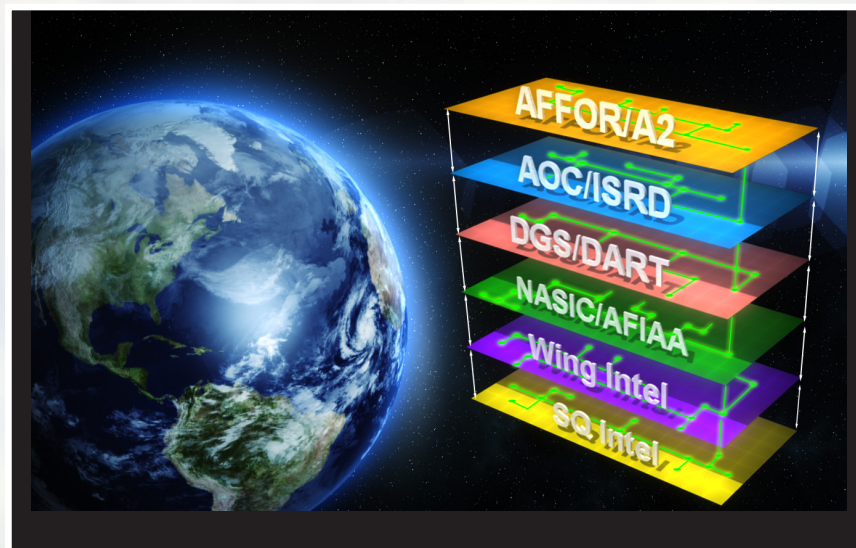 AFFOR/A2
AOC/ISRD
DGS/DART
NASIC/AFIAA
Wing Intel
SQ Intel